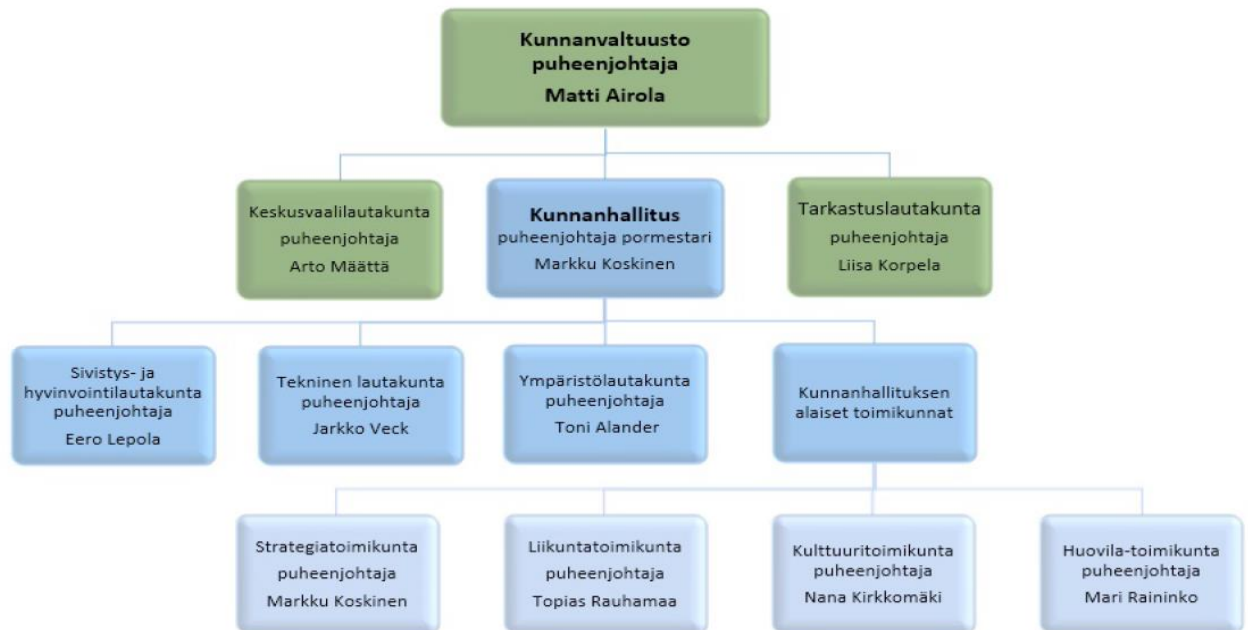 Kunnanvaltuusto
puheenjohtaja
Matti Airola
Keskusvaalilautakunta
puheenjohtaja
Arto Määttä
Kunnanhallitus
puheenjohtaja pormestari
Markku Koskinen
Tarkastuslautakunta
puheenjohtaja
Liisa Korpela
Sivistys- ja
hyvinvointilautakunta
puheenjohtaja
Eero Lepola
Tekninen lautakunta
puheenjohtaja
Jarkko Veck
Ympäristölautakunta
puheenjohtaja
Toni Alander
Kunnanhallituksen
alaiset toimikunnat
Strategiatoimikunta
puheenjohtaja
Markku Koskinen
Liikuntatoimikunta
puheenjohtaja
Topias Rauhamaa
Kulttuuritoimikunta
puheenjohtaja
Nana Kirkkomäki
Huovila-toimikunta
puheenjohtaja
Mari Raininko